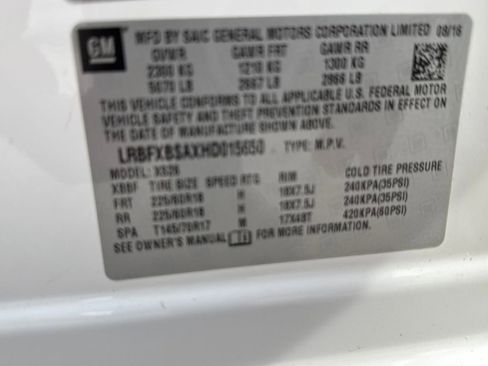 GM
MFD BY SAIC GENERAL MOTORS CORPORATION LIMITED 08/16
GVWR GAWR FRT GAWR RR
2300 KG 1210 KG 1300 KG
5070 LB 2667 LB 2866 LB
THIS VEHICLE CONFORMS TO ALL APPLICABLE U.S. FEDERAL MOTOR
VEHICLE SAFETY AND THEFT PREVENTION STANDARDS IN EFFECT ON
THE DATE OF MANUFACTURE SHOWN ABOVE.
LRBFXBSAXHD015650 TYPE: M.P.V.
MODEL:
XBBF TIRE SIZE SPEED RTG RIM COLD TIRE PRESSURE
FRT 225/60R18 H 18X7.5J 240KPA(35PSI)
RR 225/60R18 H 18X7.5J 240KPA(35PSI)
SPA T145/70R17 17X4BT 420KPA(60PSI)
SEE OWNER'S MANUAL FOR MORE INFORMATION.